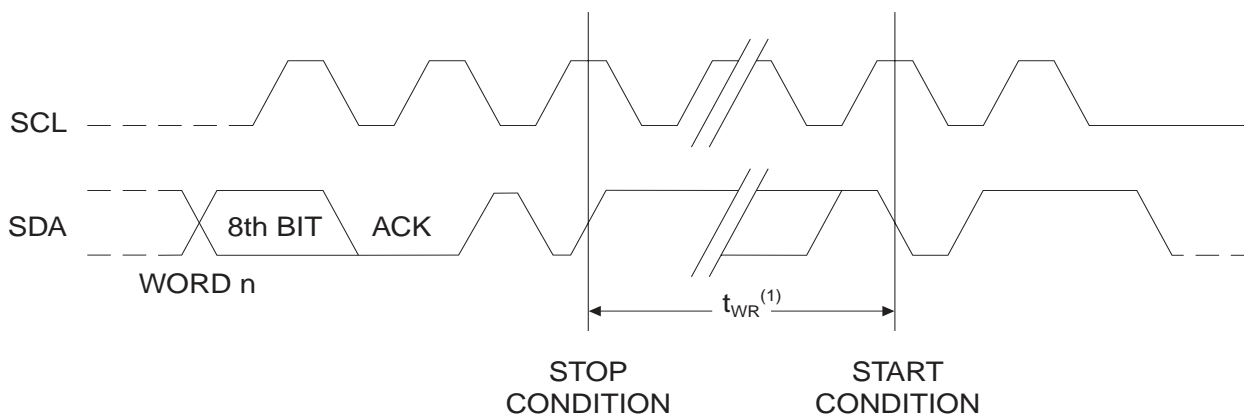 SCL
SDA
8th BIT
ACK
WORD n
tWR(1)
STOP
CONDITION
START
CONDITION